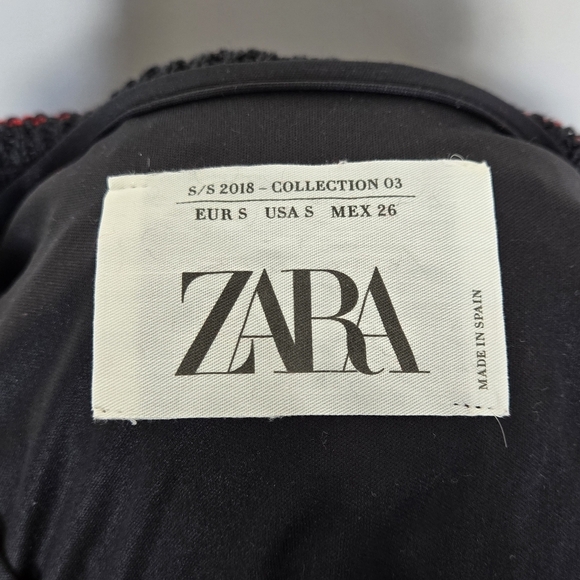 S/S 2018 – COLLECTION 03
EUR S USA S MEX 26
ZARA
MADE IN SPAIN